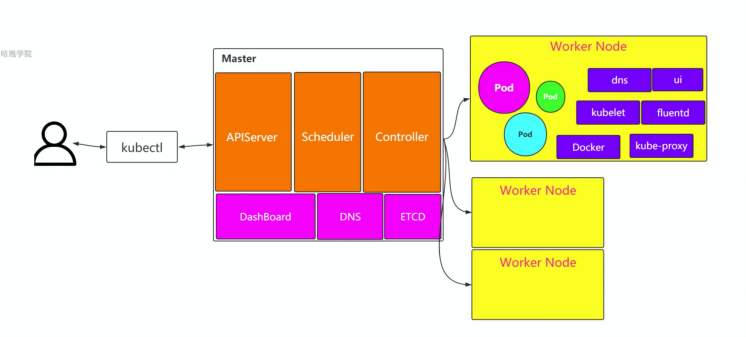 咕泡学院
Master
APIServer
Scheduler
Controller
DashBoard
DNS
ETCD
kubectl
Worker Node
Pod
Pod
Pod
dns
ui
kubelet
fluentd
Docker
kube-proxy
Worker Node
Worker Node